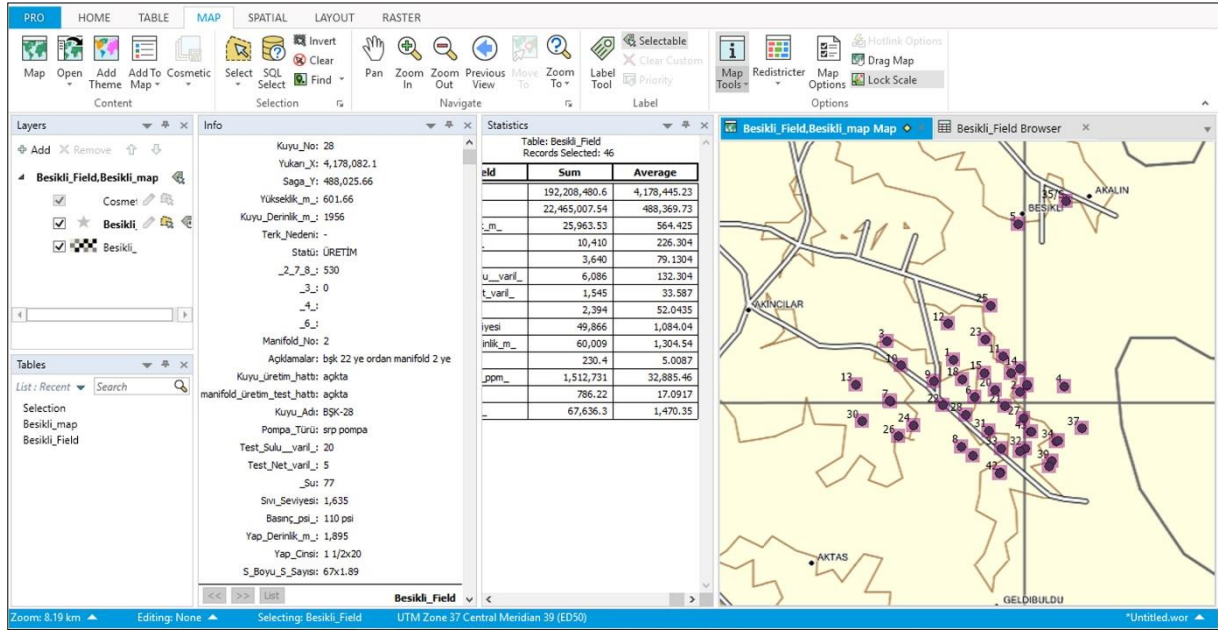 PRO HOME TABLE MAP SPATIAL LAYOUT RASTER
Map Open Add Theme Add To Map Cosmetic
Content
Select SQL Select Invert Clear Find
Selection
Pan Zoom In Zoom Out Previous View Move To Zoom To
Navigate
Label Tool Selectable Clear Custom Priority
Label
Map Tools Redistricter Map Options Hotlink Options Drag Map Lock Scale
Options
Layers
Add Remove
Besikli_Field,Besikli_map
Cosmet
Besikli_
Besikli_
Tables
List : Recent Search
Selection
Besikli_map
Besikli_Field
Info
Kuyu_No: 28
Yukarı_X: 4,178,082.1
Saga_Y: 488,025.66
Yükseklik_m_: 601.66
Kuyu_Derinlik_m_: 1956
Terk_Nedeni: -
Statü: ÜRETİM
_2_7_8_: 530
_3_: 0
_4_:
_6_:
Manifold_No: 2
Açıklamalar: bşk 22 ye ordan manifold 2 ye
Kuyu_üretim_hattı: açıkta
manifold_üretim_test_hattı: açıkta
Kuyu_Adı: BŞK-28
Pompa_Türü: srp pompa
Test_Sulu__varil_: 20
Test_Net_varil_: 5
_Su: 77
Sıvı_Seviyesi: 1,635
Basınç_psi_: 110 psi
Yap_Derinlik_m_: 1,895
Yap_Cinsi: 1 1/2x20
S_Boyu_S_Sayısı: 67x1.89
<< >> List Besikli_Field
Statistics
Table: Besikli_Field
Records Selected: 46
eld Sum Average
192,208,480.6 4,178,445.23
22,465,007.54 488,369.73
_m_ 25,963.53 564.425
10,410 226.304
3,640 79.1304
u__varil_ 6,086 132.304
t_varil_ 1,545 33.587
2,394 52.0435
iyesi 49,866 1,084.04
inlik_m_ 60,009 1,304.54
230.4 5.0087
_ppm_ 1,512,731 32,885.46
786.22 17.0917
67,636.3 1,470.35
Besikli_Field,Besikli_map Map Besikli_Field Browser
AKALIN
35/5
BESIKLI
5
AKINCILAR
25
12
3
23
10
1
11
14
13
9
18
15
20
2
4
7
6
21
22
30
24
28
27
26
31
37
34
8
33
32
39
42
AKTAS
GELDIBULDU
Zoom: 8.19 km Editing: None Selecting: Besikli_Field UTM Zone 37 Central Meridian 39 (ED50) *Untitled.wor